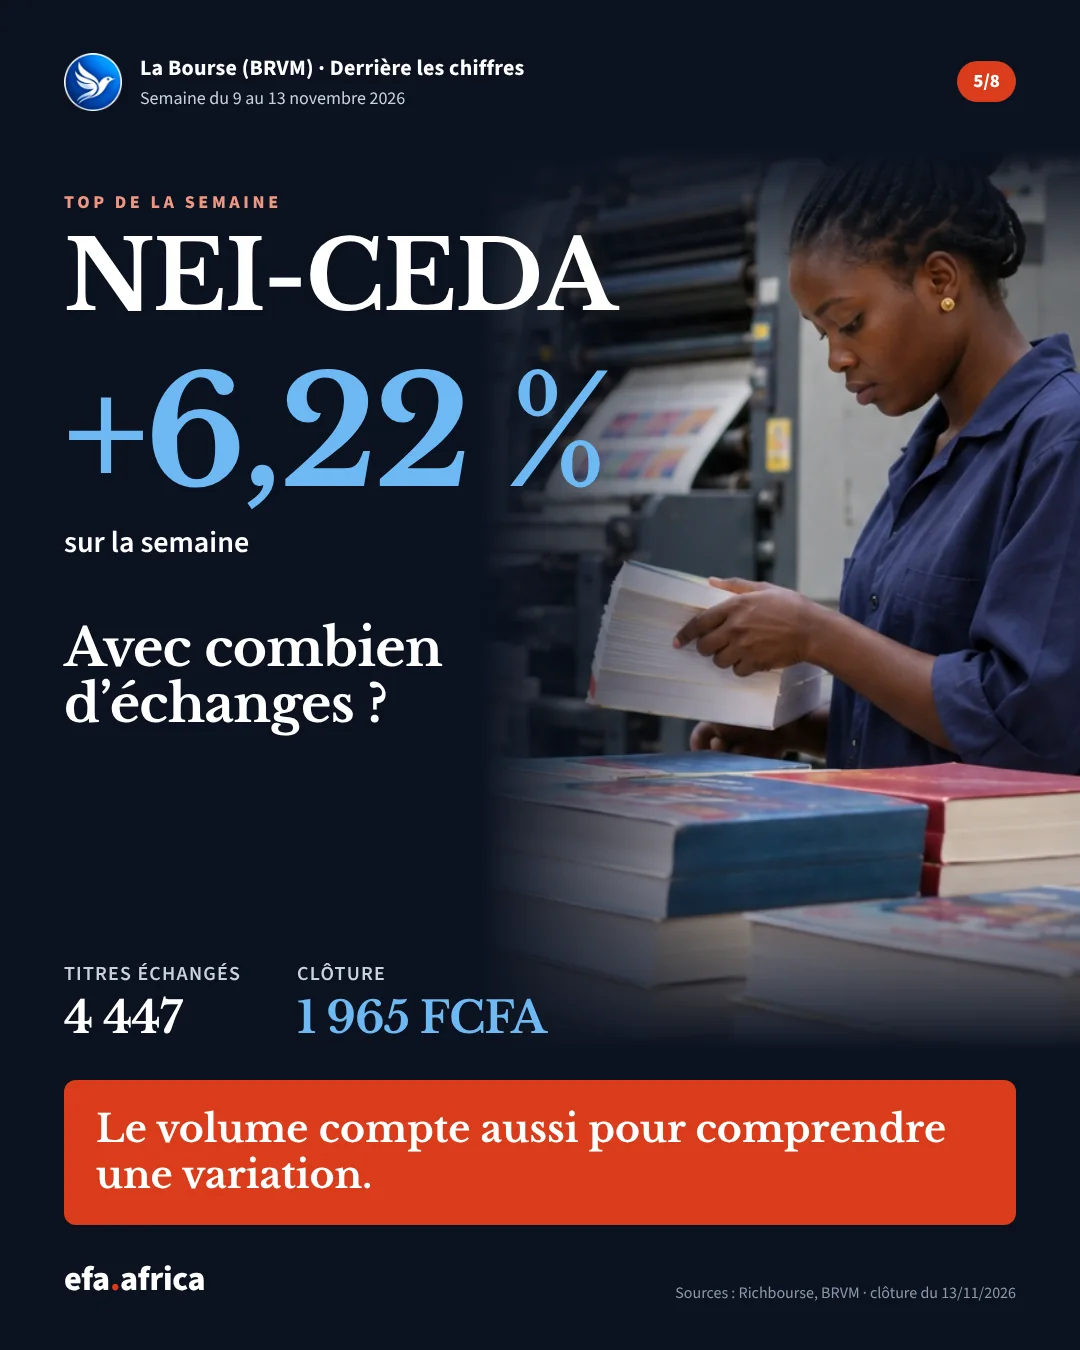 La Bourse (BRVM) · Derrière les chiffres
Semaine du 9 au 13 novembre 2026
5/8
TOP DE LA SEMAINE
NEI-CEDA
+6,22 %
sur la semaine
Avec combien
d’échanges ?
TITRES ÉCHANGÉS
4 447
CLÔTURE
1 965 FCFA
Le volume compte aussi pour comprendre
une variation.
efa.africa
Sources : Richbourse, BRVM · clôture du 13/11/2026